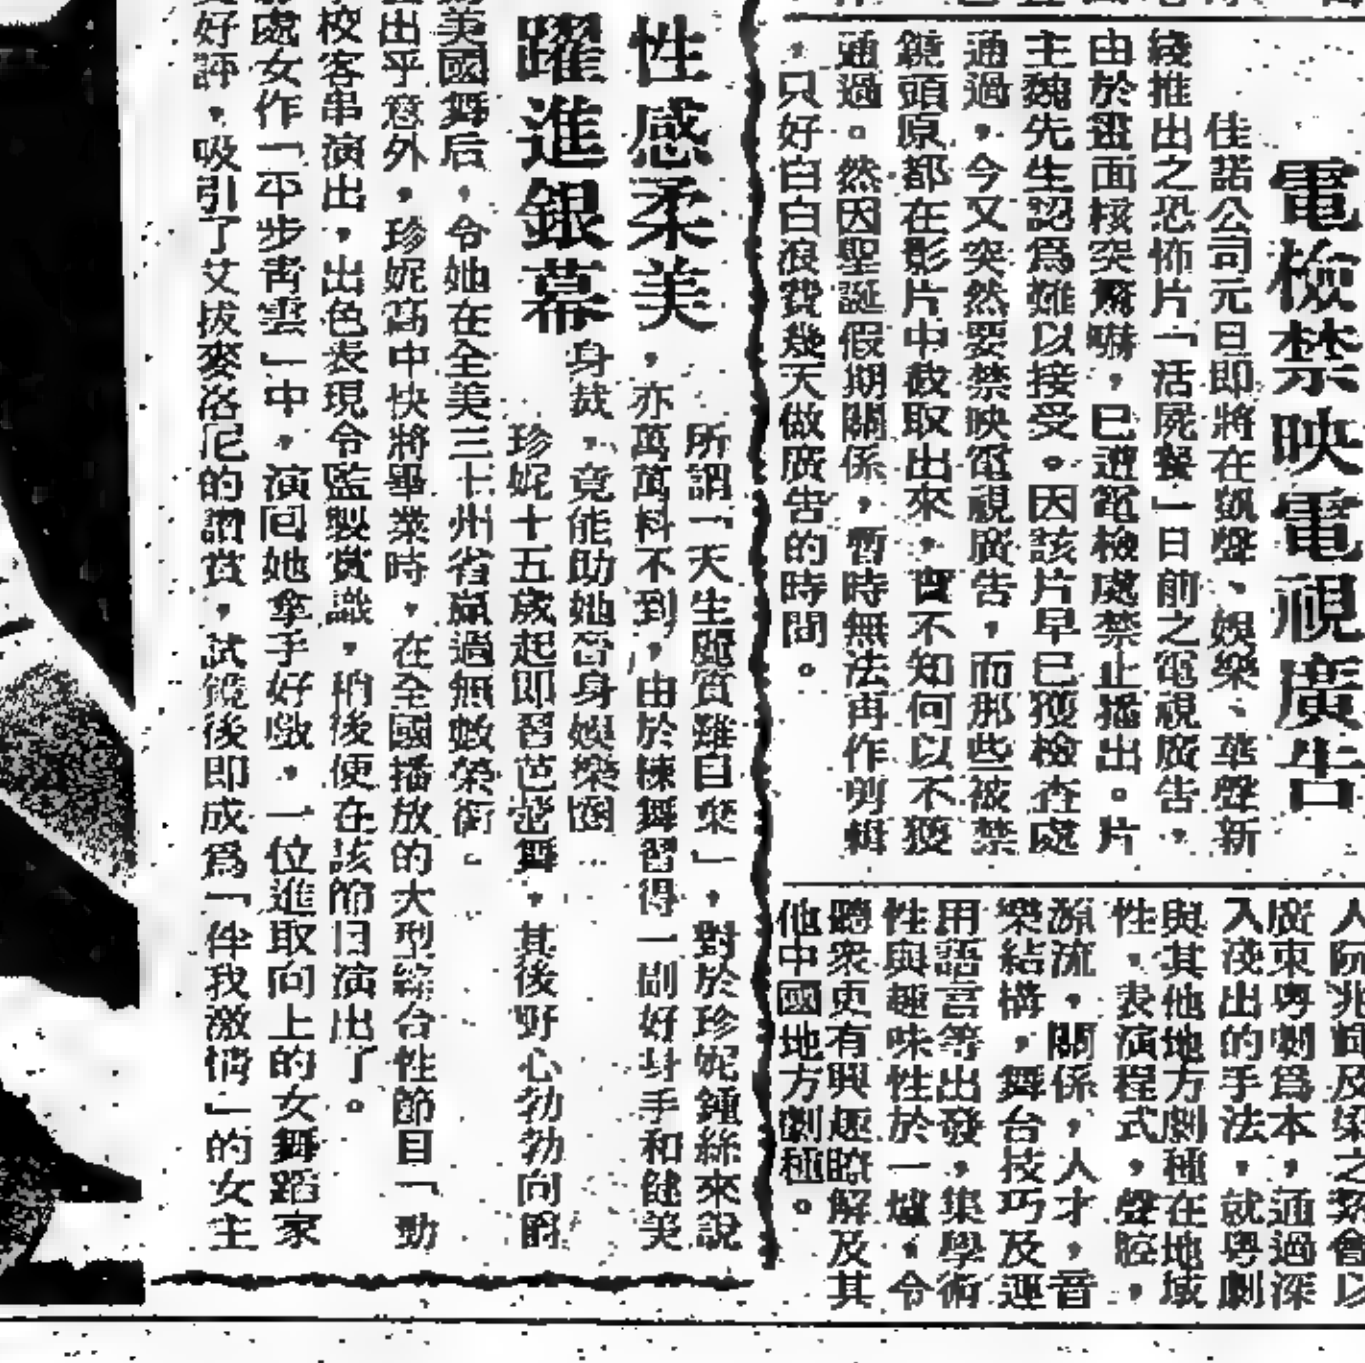 電檢禁映電視廣告
佳諾公司元旦即將在凱聲、娛樂、華聲新
綫推出之恐怖片「活屍餐」日前之電視廣告，
由於畫面核突驚嚇，已遭電檢處禁止播出。片
主魏先生認爲難以接受。因該片早已獲檢查處
通過，今又突然要禁映電視廣告，而那些被禁
鏡頭原都在影片中截取出來，實不知何以不獲
通過。然因聖誕假期關係，暫時無法再作剪輯
，只好白白浪費幾天做廣告的時間。
人阮兆輝及梁之潔會以
廣東粤劇爲本，通過深
入淺出的手法，就粤劇
與其他地方劇種在地域
性，表演程式，聲腔，
源流，關係，人才，音
樂結構，舞台技巧及運
用語言等出發，集學術
性與趣味性於一爐，令
聽衆更有興趣瞭解及其
他中國地方劇種。
性感柔美
躍進銀幕
所謂「天生麗質難自棄」，對於珍妮鍾絲來說
，亦萬萬料不到，由於練舞習得一副好身手和健美
身裁，竟能助她晉身娛樂圈。
珍妮十五歲起即習芭蕾舞，其後野心勃勃向爵
美國舞后，令她在全美三十州省贏過無數榮銜。
出乎意外，珍妮高中快將畢業時，在全國播放的大型綜合性節目「勁
校客串演出，出色表現令監製賞識，稍後便在該節目演出了。
處女作「平步青雲」中，演回她拿手好戲，一位進取向上的女舞蹈家
好評，吸引了艾拔麥洛尼的讚賞，試鏡後即成爲「伴我激情」的女主